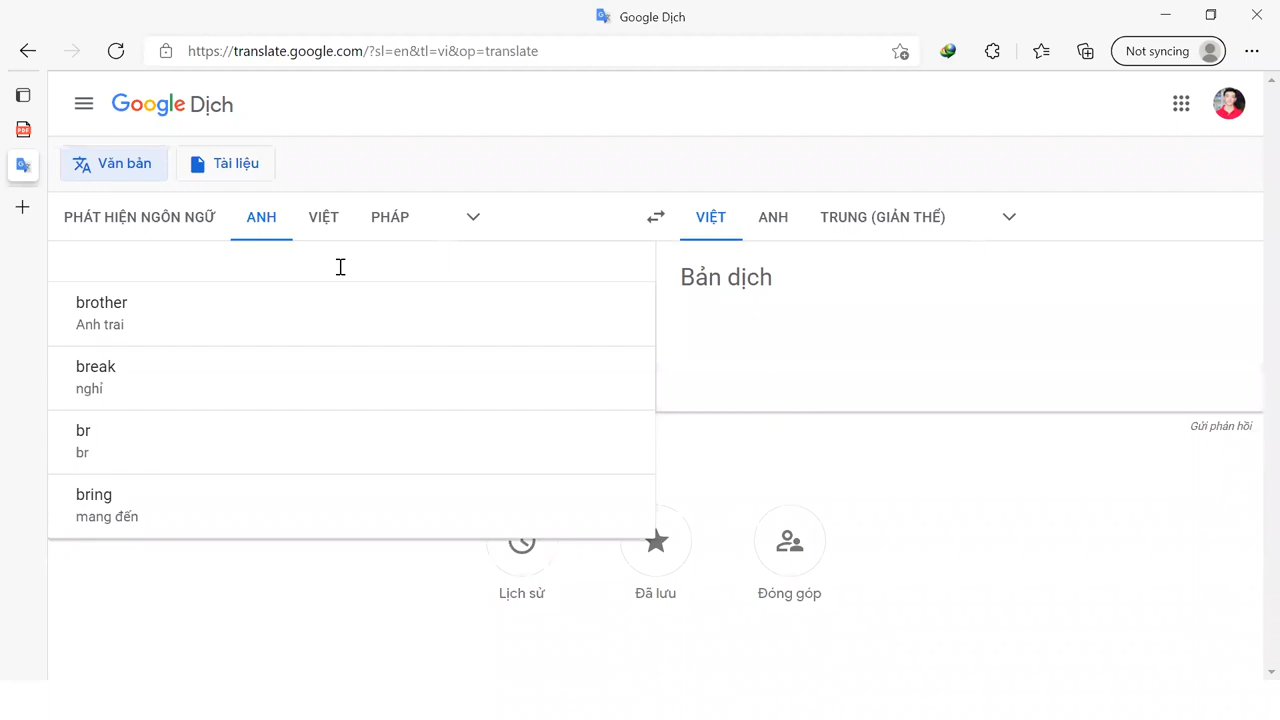 Google Dịch
https://translate.google.com/?sl=en&tl=vi&op=translate
Not syncing
Google Dịch
Văn bản
Tài liệu
PHÁT HIỆN NGÔN NGỮ
ANH
VIỆT
PHÁP
VIỆT
ANH
TRUNG (GIẢN THỂ)
brother
Anh trai
break
nghỉ
br
br
bring
mang đến
Bản dịch
Gửi phản hồi
Lịch sử
Đã lưu
Đóng góp